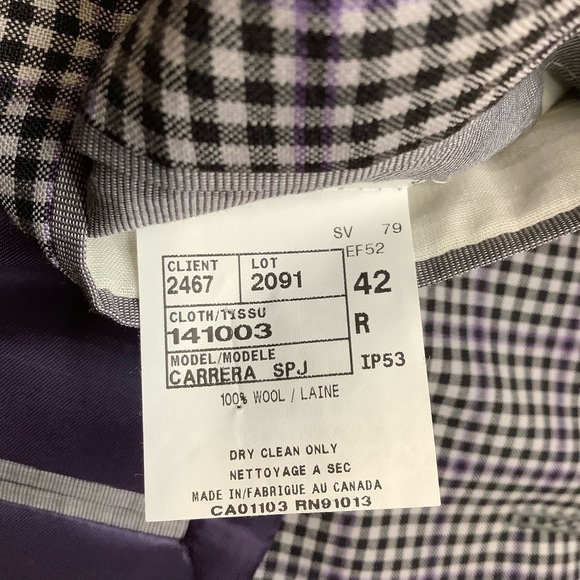 SV 79
EF52
CLIENT LOT
2467 2091 42
CLOTH/TISSU
141003 R
MODEL/MODELE
CARRERA SPJ IP53
100% WOOL / LAINE
DRY CLEAN ONLY
NETTOYAGE A SEC
MADE IN/FABRIQUE AU CANADA
CA01103 RN91013